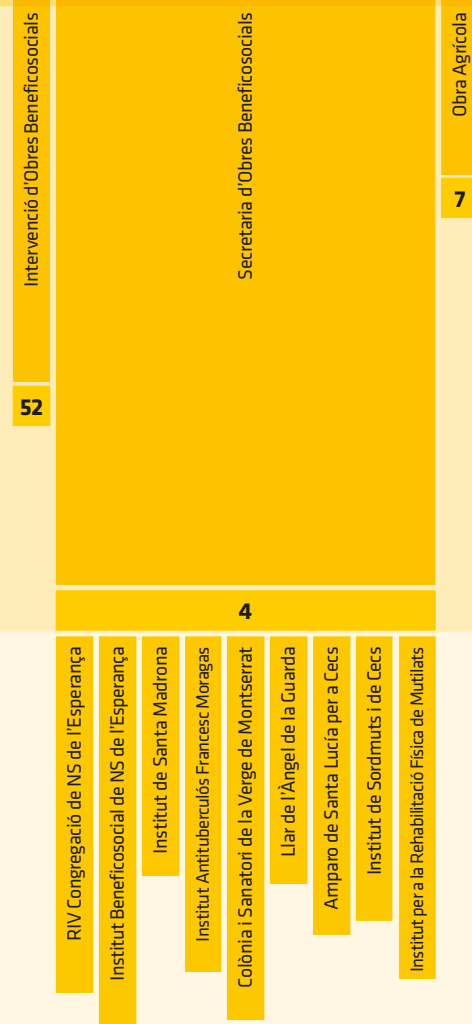 Intervenció d'Obres Beneficosocials
52
Secretaria d'Obres Beneficosocials
4
Obra Agrícola
7
RIV Congregació de NS de l'Esperança
Institut Beneficosocial de NS de l'Esperança
Institut de Santa Madrona
Institut Antituberculós Francesc Moragas
Colònia i Sanatori de la Verge de Montserrat
Llar de l'Àngel de la Guarda
Amparo de Santa Lucía per a Cecs
Institut de Sordmuts i de Cecs
Institut per a la Rehabilitació Física de Mutilats